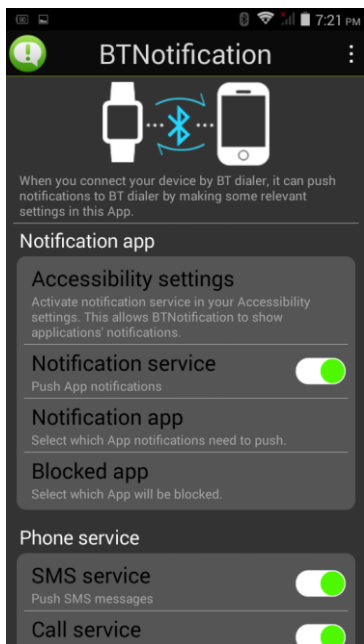 7:21 PM
BTNotification
When you connect your device by BT dialer, it can push
notifications to BT dialer by making some relevant
settings in this App.
Notification app
Accessibility settings
Activate notification service in your Accessibility
settings. This allows BTNotification to show
applications' notifications.
Notification service
Push App notifications
Notification app
Select which App notifications need to push.
Blocked app
Select which App will be blocked.
Phone service
SMS service
Push SMS messages
Call service